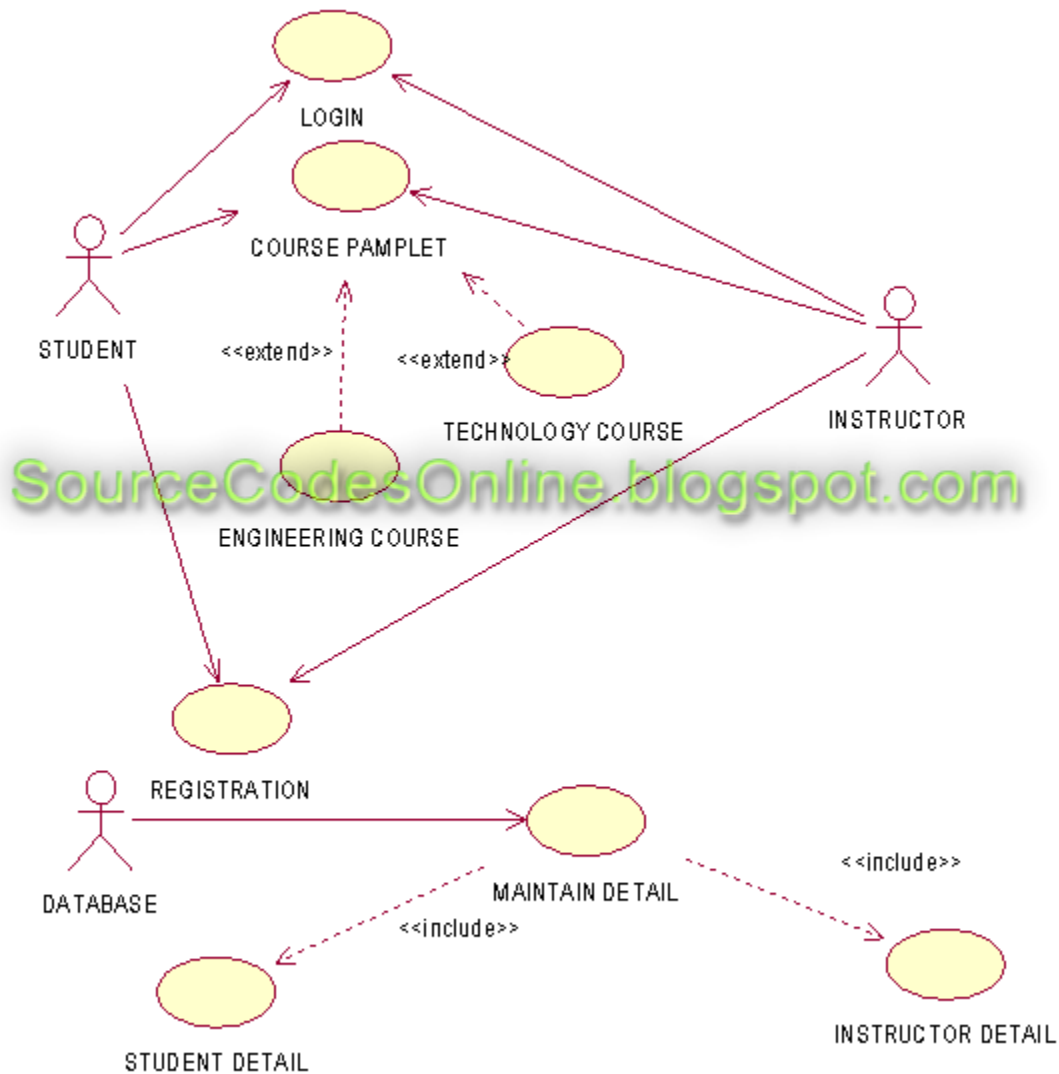 LOGIN
COURSE PAMPLET
STUDENT
<<extend>>
<<extend>>
TECHNOLOGY COURSE
INSTRUCTOR
SourceCodesOnline.blogspot.com
ENGINEERING COURSE
REGISTRATION
DATABASE
MAINTAIN DETAIL
<<include>>
<<include>>
STUDENT DETAIL
INSTRUCTOR DETAIL